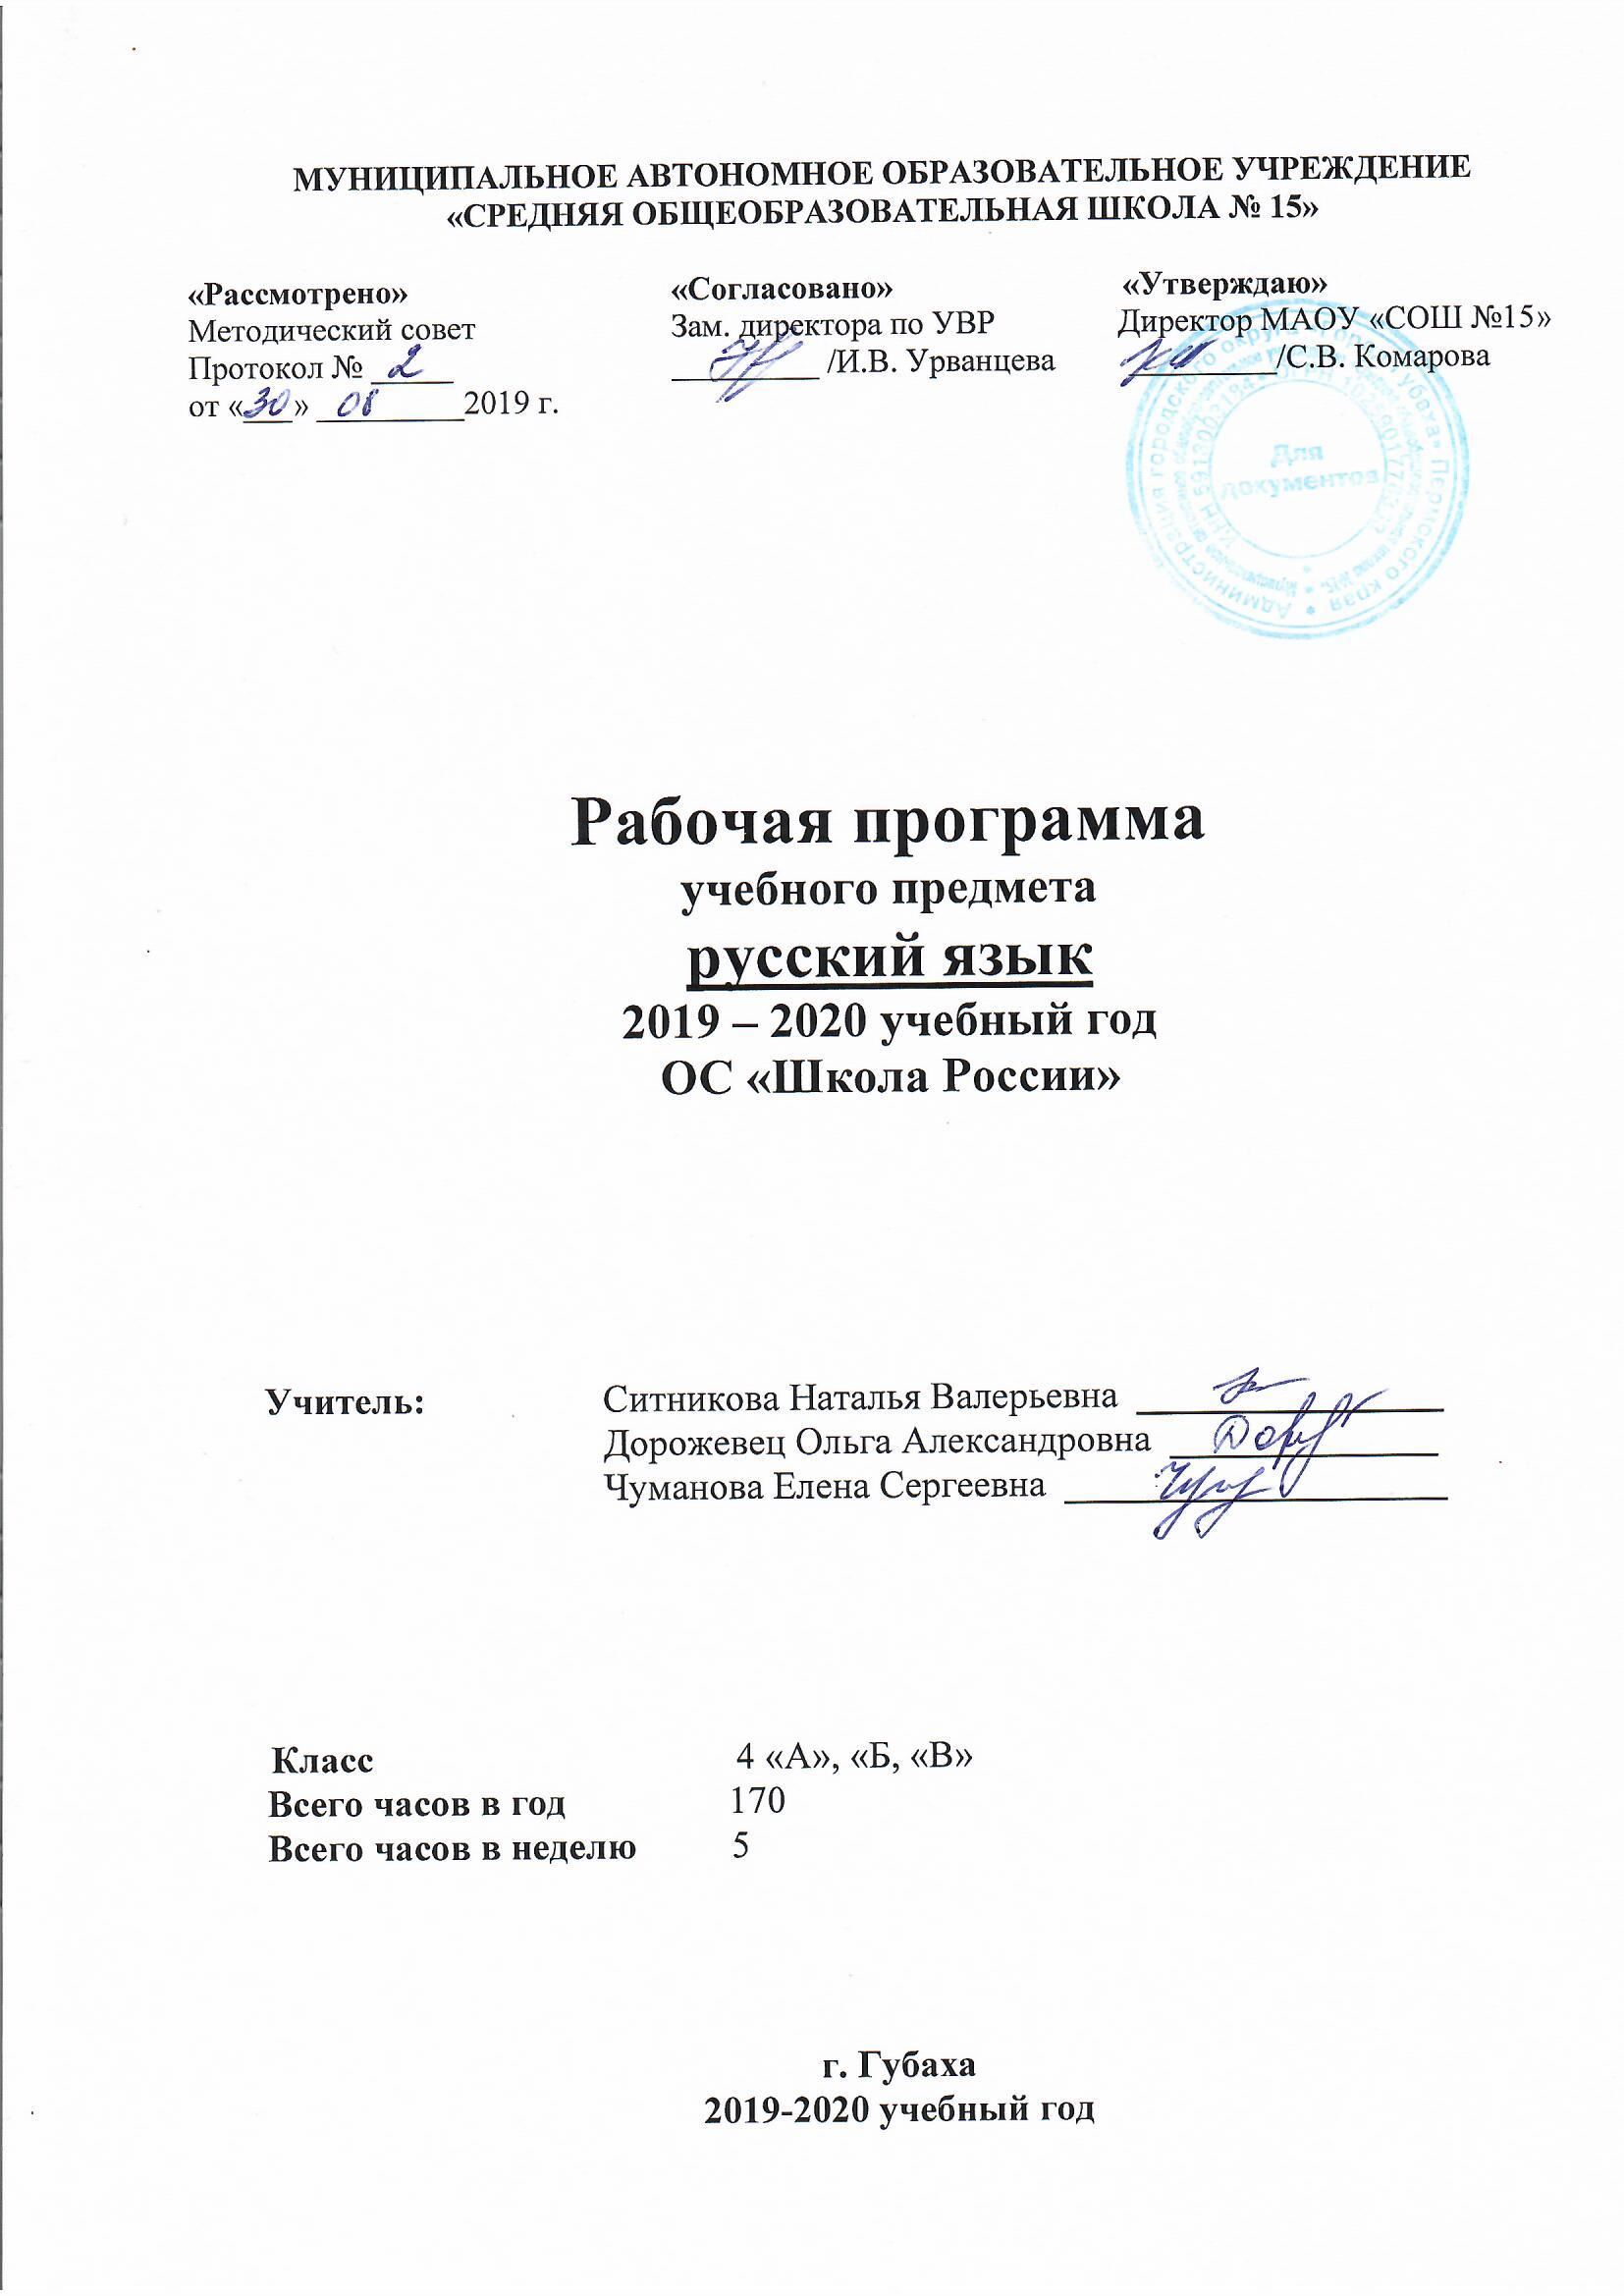 МУНИЦИПАЛЬНОЕ АВТОНОМНОЕ ОБРАЗОВАТЕЛЬНОЕ УЧРЕЖДЕНИЕ
«СРЕДНЯЯ ОБЩЕОБРАЗОВАТЕЛЬНАЯ ШКОЛА № 15»
«Рассмотрено»
Методический совет
Протокол № 2
от «30» 08 2019 г.
«Согласовано»
Зам. директора по УВР
/И.В. Урванцева
«Утверждаю»
Директор МАОУ «СОШ №15»
/С.В. Комарова
Для
документов
Рабочая программа
учебного предмета
русский язык
2019 – 2020 учебный год
ОС «Школа России»
Учитель:
Ситникова Наталья Валерьевна
Дорожевец Ольга Александровна
Чуманова Елена Сергеевна
Класс 4 «А», «Б, «В»
Всего часов в год 170
Всего часов в неделю 5
г. Губаха
2019-2020 учебный год